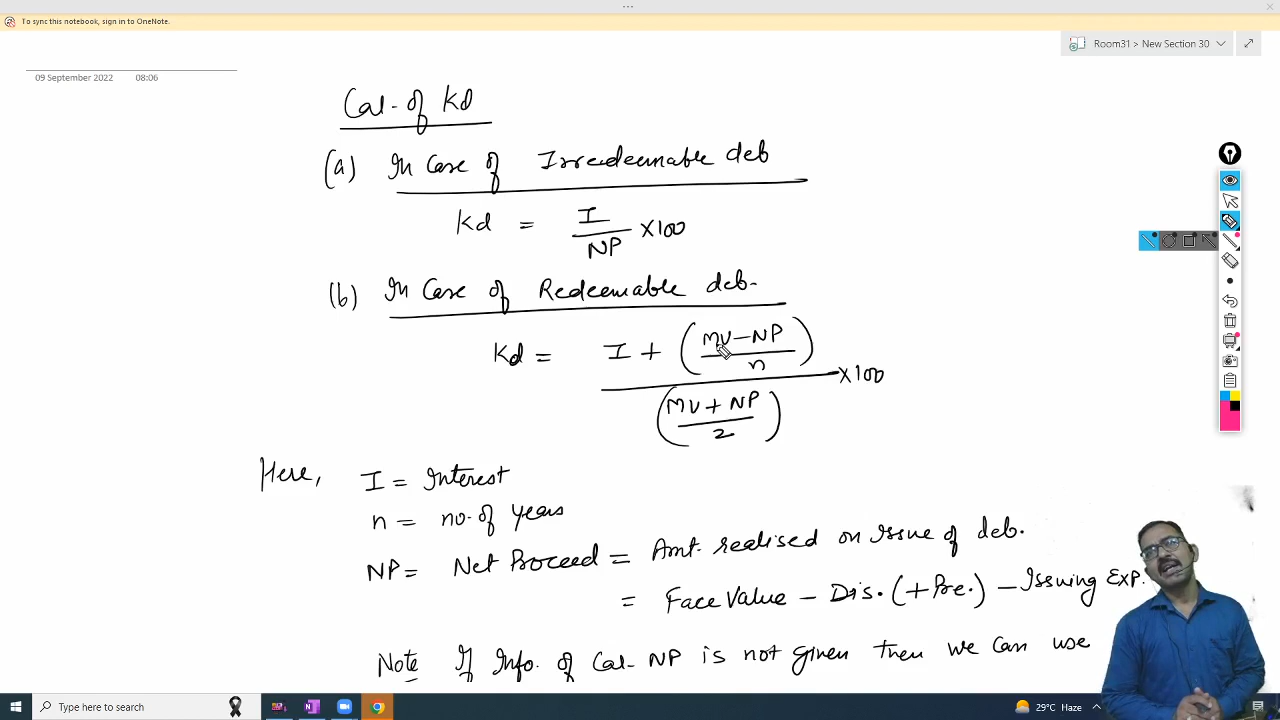 To sync this notebook, sign in to OneNote.
Room31 > New Section 30
09 September 2022 08:06
Cal. of Kd
(a) In Case of Irredeemable deb
Kd = I/NP X100
(b) In Case of Redeemable deb.
Kd = I + (MV-NP/n) / (MV+NP/2) X100
Here, I = Interest
n = no. of years
NP = Net Proceed = Amt. realised on Issue of deb.
= Face Value - Dis. (+Pre.) - Issuing EXP.
Note If Info. of Cal- NP is not given then we can use
Type here to search
29°C Haze